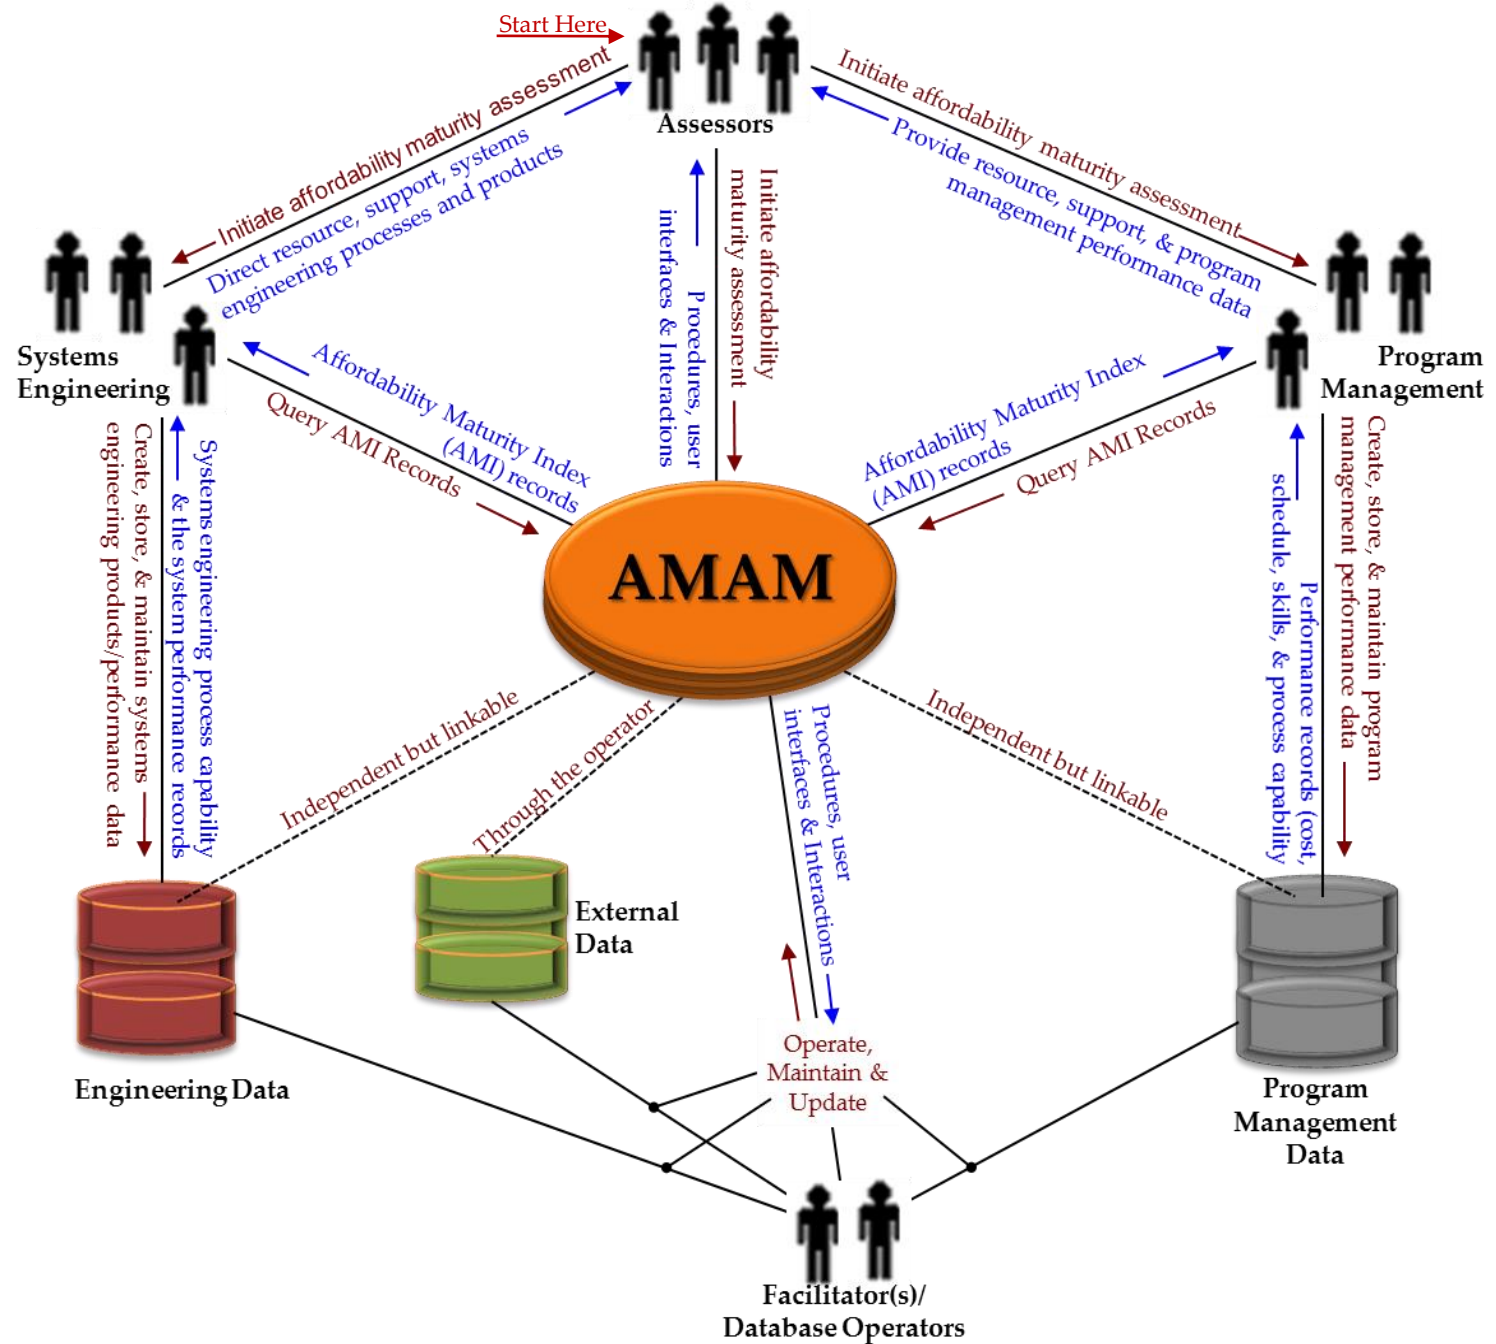 Start Here
Assessors
Initiate affordability maturity assessment
Direct resource, support, systems
engineering processes and products
Initiate affordability maturity assessment
Provide resource, support, & program
management performance data
Initiate affordability
maturity assessment
Procedures, user
interfaces & Interactions
Systems
Engineering
Program
Management
Affordability Maturity Index
(AMI) records
Query AMI Records
Affordability Maturity Index
(AMI) records
Query AMI Records
Systems engineering process capability
& the system performance records
Create, store, & maintain systems
engineering products/performance data
Create, store, & maintain program
management performance data
Performance records (cost,
schedule, skills, & process capability
AMAM
Independent but linkable
Through the operator
Procedures, user
interfaces & Interactions
Independent but linkable
External
Data
Engineering Data
Operate,
Maintain &
Update
Program
Management
Data
Facilitator(s)/
Database Operators